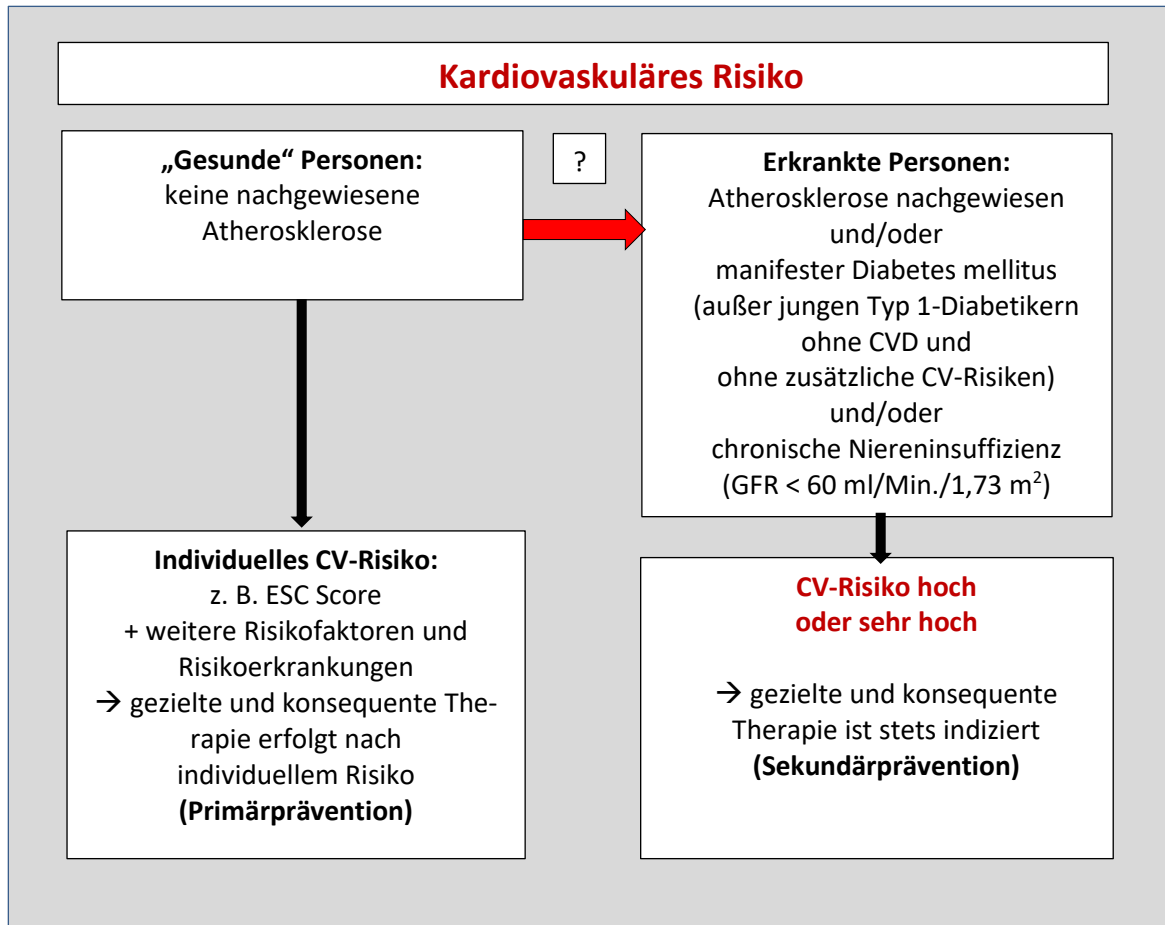 Kardiovaskuläres Risiko
„Gesunde“ Personen:
keine nachgewiesene
Atherosklerose
?
Erkrankte Personen:
Atherosklerose nachgewiesen
und/oder
manifester Diabetes mellitus
(außer jungen Typ 1-Diabetikern
ohne CVD und
ohne zusätzliche CV-Risiken)
und/oder
chronische Niereninsuffizienz
(GFR < 60 ml/Min./1,73 m²)
Individuelles CV-Risiko:
z. B. ESC Score
+ weitere Risikofaktoren und
Risikoerkrankungen
→ gezielte und konsequente The-
rapie erfolgt nach
individuellem Risiko
(Primärprävention)
CV-Risiko hoch
oder sehr hoch
→ gezielte und konsequente
Therapie ist stets indiziert
(Sekundärprävention)